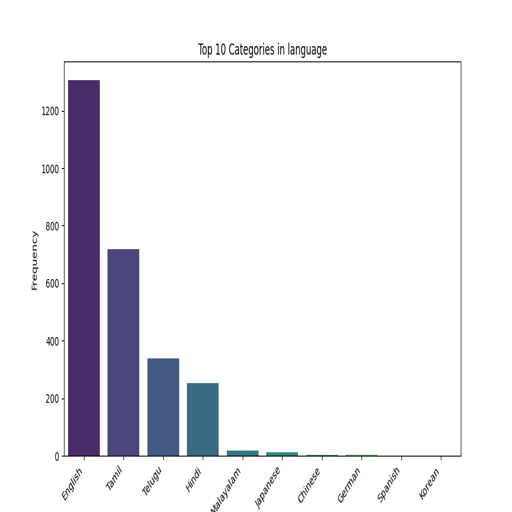 Top 10 Categories in language
Frequency
1200
1000
800
600
400
200
0
English
Tamil
Telugu
Hindi
Malayalam
Japanese
Chinese
German
Spanish
Korean